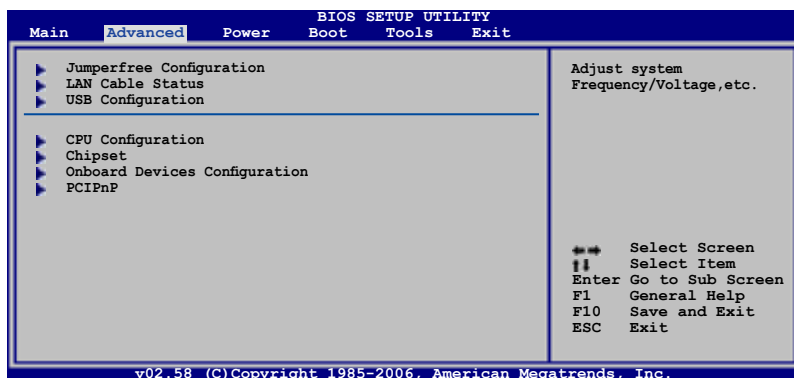 BIOS SETUP UTILITY
Main Advanced Power Boot Tools Exit
Jumperfree Configuration
LAN Cable Status
USB Configuration
CPU Configuration
Chipset
Onboard Devices Configuration
PCIPnP
Adjust system
Frequency/Voltage,etc.
Select Screen
Select Item
Enter Go to Sub Screen
F1 General Help
F10 Save and Exit
ESC Exit
v02.58 (C)Copyright 1985-2006, American Megatrends, Inc.